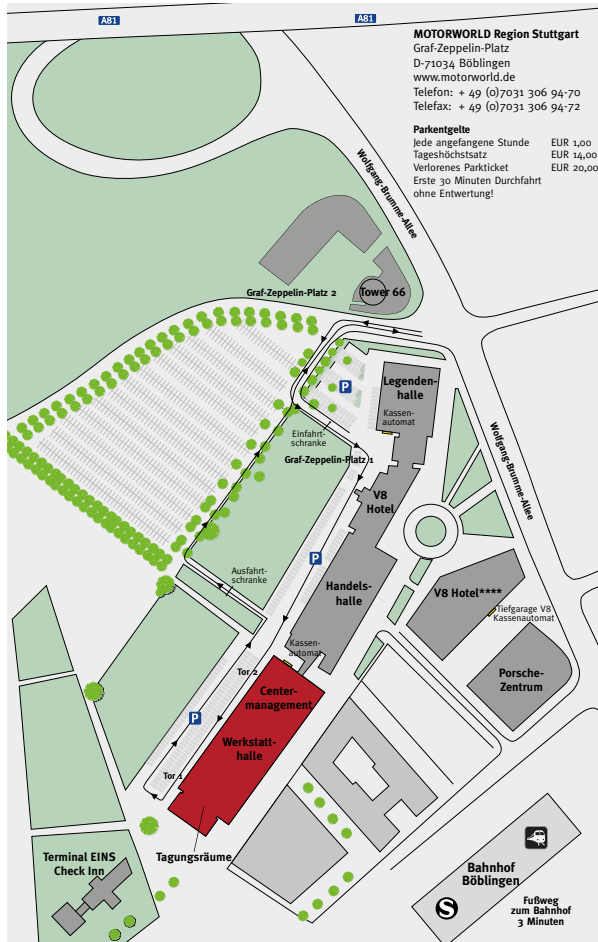 A81
A81
MOTORWORLD Region Stuttgart
Graf-Zeppelin-Platz
D-71034 Böblingen
www.motorworld.de
Telefon: + 49 (0)7031 306 94-70
Telefax: + 49 (0)7031 306 94-72
Parkentgelte
Jede angefangene Stunde EUR 1,00
Tageshöchstsatz EUR 14,00
Verlorenes Parkticket EUR 20,00
Erste 30 Minuten Durchfahrt
ohne Entwertung!
Wolfgang-Brumme-Allee
Graf-Zeppelin-Platz 2
Tower 66
P
Legenden-
halle
Kassen-
automat
Einfahrt-
schranke
Graf-Zeppelin-Platz 1
Wolfgang-Brumme-Allee
V8
Hotel
P
Ausfahrt-
schranke
Handels-
halle
V8 Hotel****
Tiefgarage V8
Kassenautomat
Kassen-
automat
Tor 2
Porsche-
Zentrum
Center-
management
P
Werkstatt-
halle
Tor 1
Tagungsräume
Terminal EINS
Check Inn
Bahnhof
Böblingen
S
Fußweg
zum Bahnhof
3 Minuten